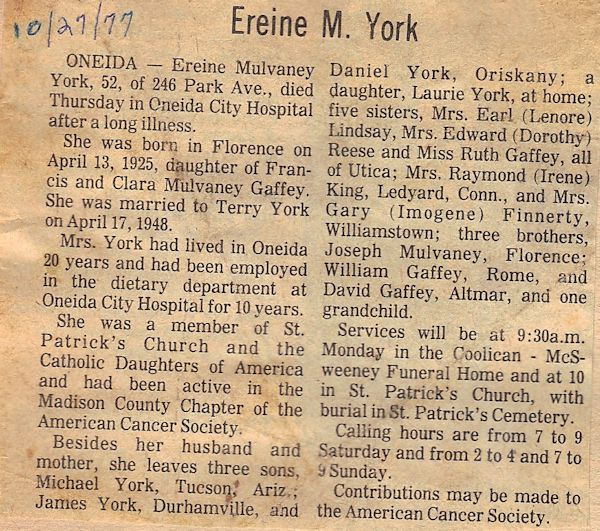 10/27/77
Ereine M. York
ONEIDA — Ereine Mulvaney
York, 52, of 246 Park Ave., died
Thursday in Oneida City Hospital
after a long illness.
She was born in Florence on
April 13, 1925, daughter of Fran-
cis and Clara Mulvaney Gaffey.
She was married to Terry York
on April 17, 1948.
Mrs. York had lived in Oneida
20 years and had been employed
in the dietary department at
Oneida City Hospital for 10 years.
She was a member of St.
Patrick's Church and the
Catholic Daughters of America
and had been active in the
Madison County Chapter of the
American Cancer Society.
Besides her husband and
mother, she leaves three sons,
Michael York, Tucson, Ariz.;
James York, Durhamville, and
Daniel York, Oriskany; a
daughter, Laurie York, at home;
five sisters, Mrs. Earl (Lenore)
Lindsay, Mrs. Edward (Dorothy)
Reese and Miss Ruth Gaffey, all
of Utica; Mrs. Raymond (Irene)
King, Ledyard, Conn., and Mrs.
Gary (Imogene) Finnerty,
Williamstown; three brothers,
Joseph Mulvaney, Florence;
William Gaffey, Rome, and
David Gaffey, Altmar, and one
grandchild.
Services will be at 9:30a.m.
Monday in the Coolican - McS-
weeney Funeral Home and at 10
in St. Patrick's Church, with
burial in St. Patrick's Cemetery.
Calling hours are from 7 to 9
Saturday and from 2 to 4 and 7 to
9 Sunday.
Contributions may be made to
the American Cancer Society.